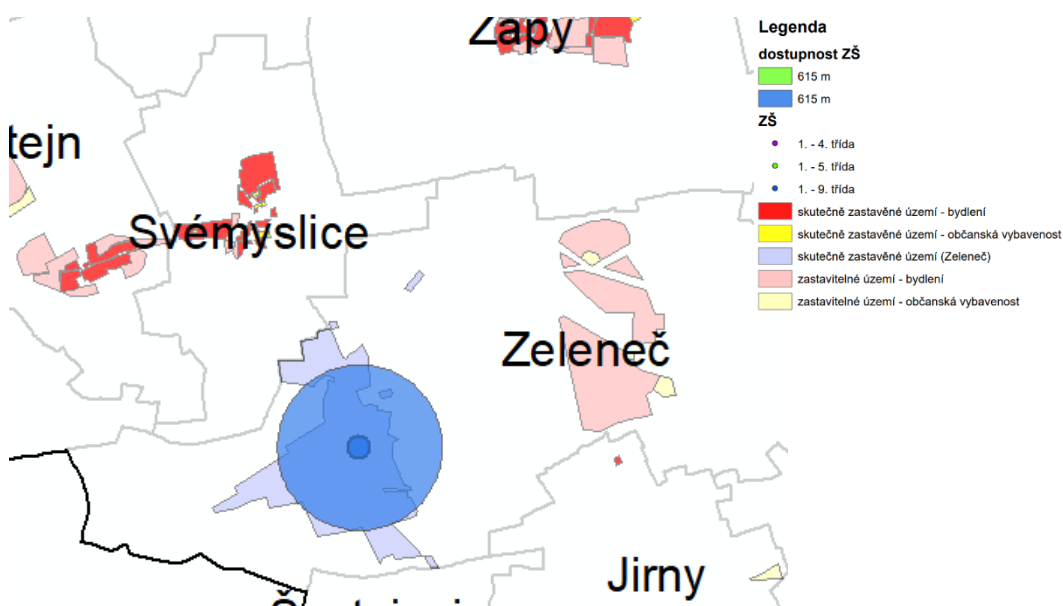 Zápy
tejn
Svémyslice
Zeleneč
Jirny
Legenda
dostupnost ZŠ
615 m
615 m
ZŠ
1. - 4. třída
1. - 5. třída
1. - 9. třída
skutečně zastavěné území - bydlení
skutečně zastavěné území - občanská vybavenost
skutečně zastavěné území (Zeleneč)
zastavitelné území - bydlení
zastavitelné území - občanská vybavenost